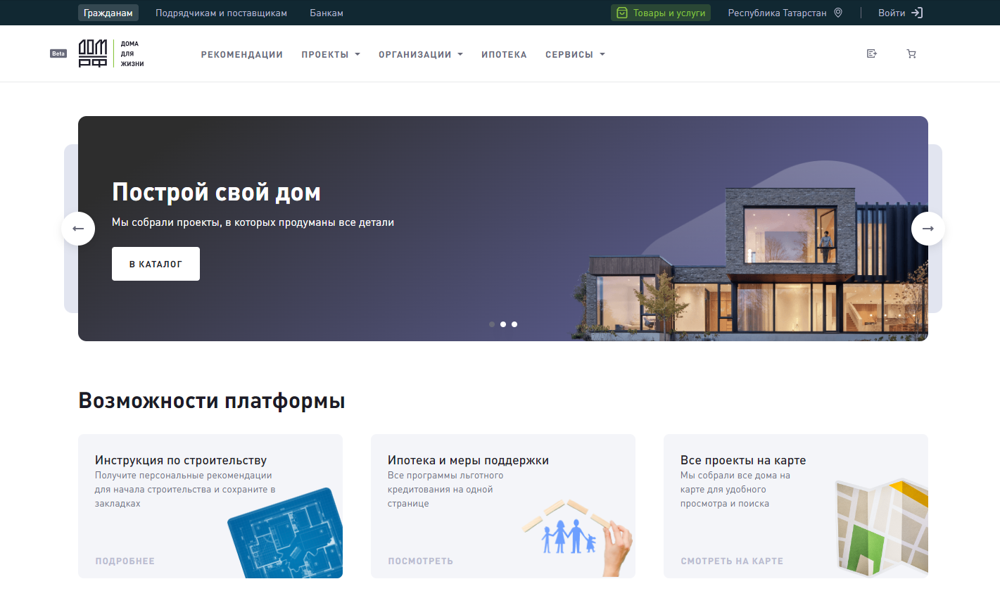 Гражданам
Подрядчикам и поставщикам
Банкам
Товары и услуги
Республика Татарстан
Войти
Beta
ДОМ
РФ
ДОМА
ДЛЯ
ЖИЗНИ
РЕКОМЕНДАЦИИ
ПРОЕКТЫ
ОРГАНИЗАЦИИ
ИПОТЕКА
СЕРВИСЫ
Построй свой дом
Мы собрали проекты, в которых продуманы все детали
В КАТАЛОГ
Возможности платформы
Инструкция по строительству
Получите персональные рекомендации
для начала строительства и сохраните в
закладках
ПОДРОБНЕЕ
Ипотека и меры поддержки
Все программы льготного
кредитования на одной
странице
ПОСМОТРЕТЬ
Все проекты на карте
Мы собрали все дома на
карте для удобного
просмотра и поиска
СМОТРЕТЬ НА КАРТЕ